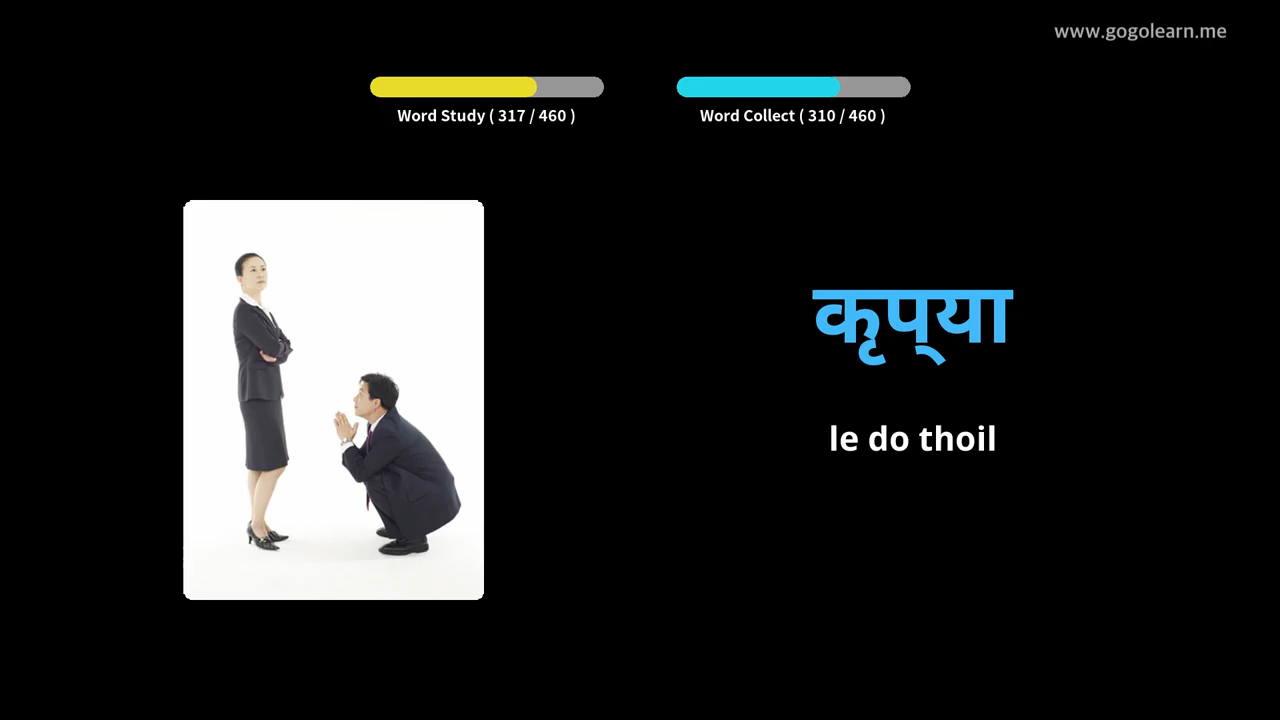 www.gogolearn.me
Word Study ( 317 / 460 )
Word Collect ( 310 / 460 )
कृप्‌या
le do thoil